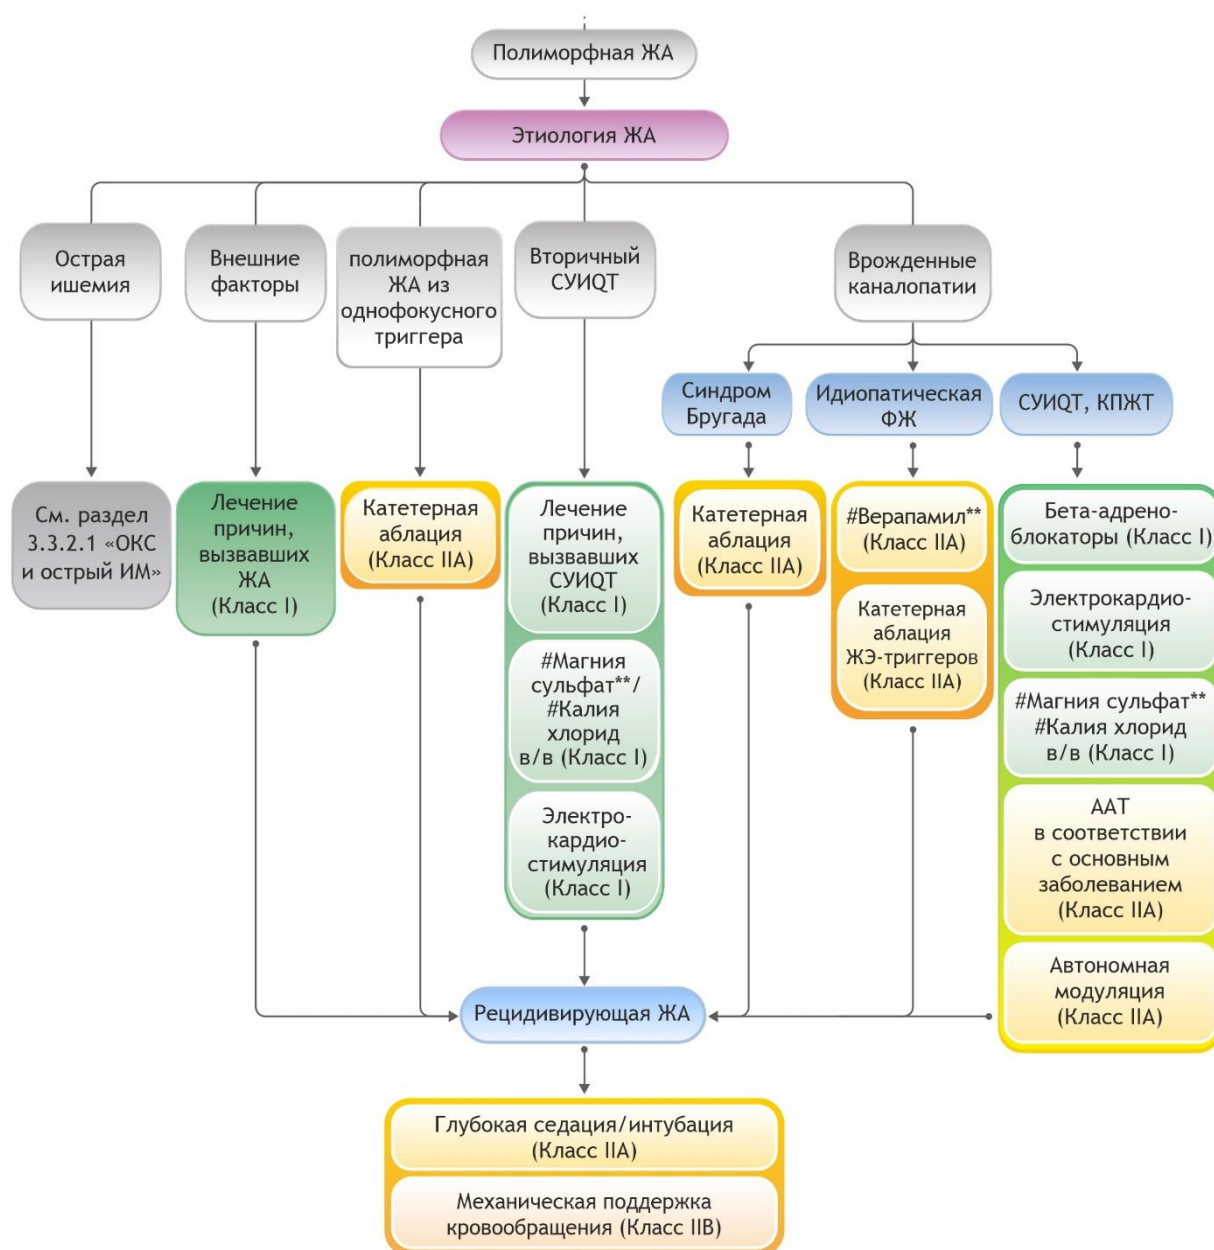 Полиморфная ЖА
Этиология ЖА
Острая
ишемия
Внешние
факторы
полиморфная
ЖА из
однофокусного
триггера
Вторичный
СУИQT
Врожденные
каналопатии
Синдром
Бругада
Идиопатическая
ФЖ
СУИQT, КПЖТ
См. раздел
3.3.2.1 «ОКС
и острый ИМ»
Лечение
причин,
вызвавших
ЖА
(Класс I)
Катетерная
аблация
(Класс IIA)
Лечение
причин,
вызвавших
СУИQT
(Класс I)
#Магния
сульфат**/
#Калия
хлорид
в/в (Класс I)
Электро-
кардио-
стимуляция
(Класс I)
Катетерная
аблация
(Класс IIA)
#Верапамил**
(Класс IIA)
Катетерная
аблация
ЖЭ-триггеров
(Класс IIA)
Бета-адрено-
блокаторы (Класс I)
Электрокардио-
стимуляция
(Класс I)
#Магния сульфат**
#Калия хлорид
в/в (Класс I)
ААТ
в соответствии
с основным
заболеванием
(Класс IIA)
Автономная
модуляция
(Класс IIA)
Рецидивирующая ЖА
Глубокая седация/интубация
(Класс IIA)
Механическая поддержка
кровообращения (Класс IIB)